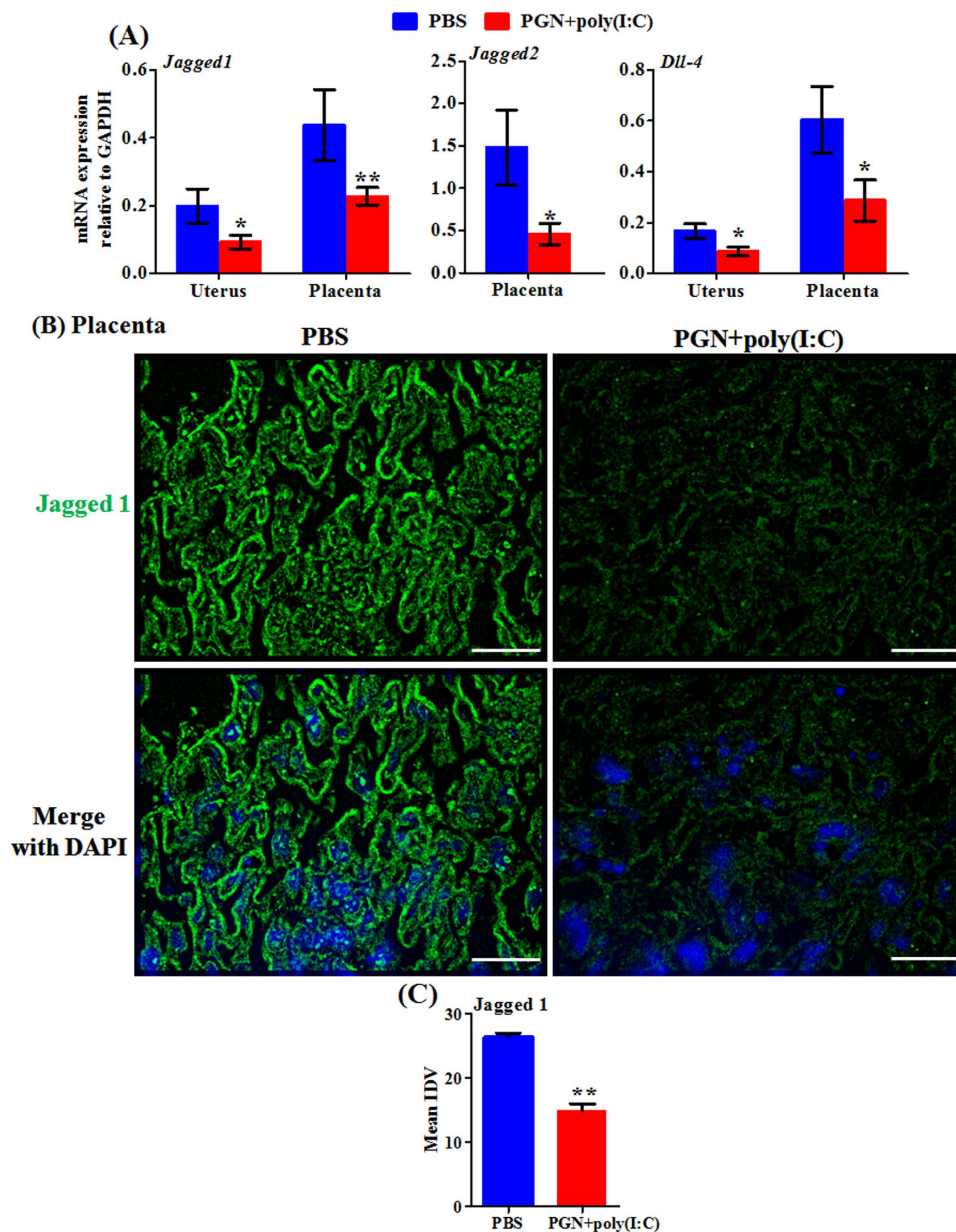 PBS PGN+poly(I:C)
(A)
Jagged1
Jagged2
Dll-4
mRNA expression
relative to GAPDH
0.6
0.4
0.2
0.0
** 
*
Uterus Placenta
2.5
2.0
1.5
1.0
0.5
0.0
*
Placenta
0.8
0.6
0.4
0.2
0.0
*
*
Uterus Placenta
(B) Placenta
PBS PGN+poly(I:C)
Jagged 1
Merge
with DAPI
(C)
Jagged 1
Mean IDV
30
20
10
0
**
PBS PGN+poly(I:C)